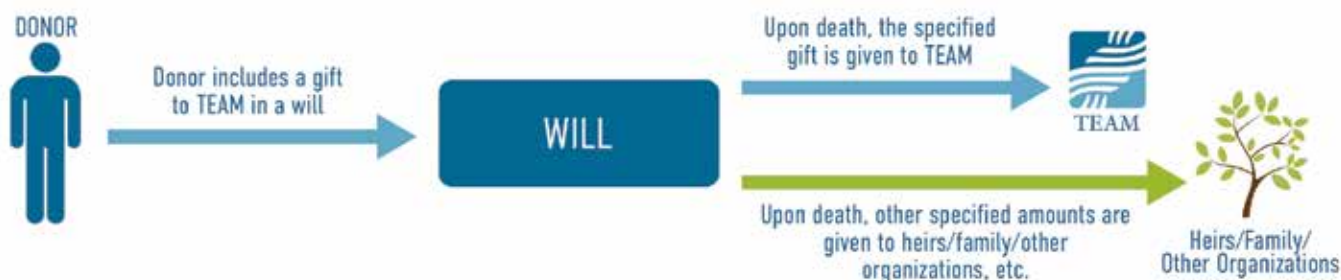 DONOR
Donor includes a gift
to TEAM in a will
WILL
Upon death, the specified
gift is given to TEAM
TEAM
Upon death, other specified amounts are
given to heirs/family/other
organizations, etc.
Heirs/Family/
Other Organizations